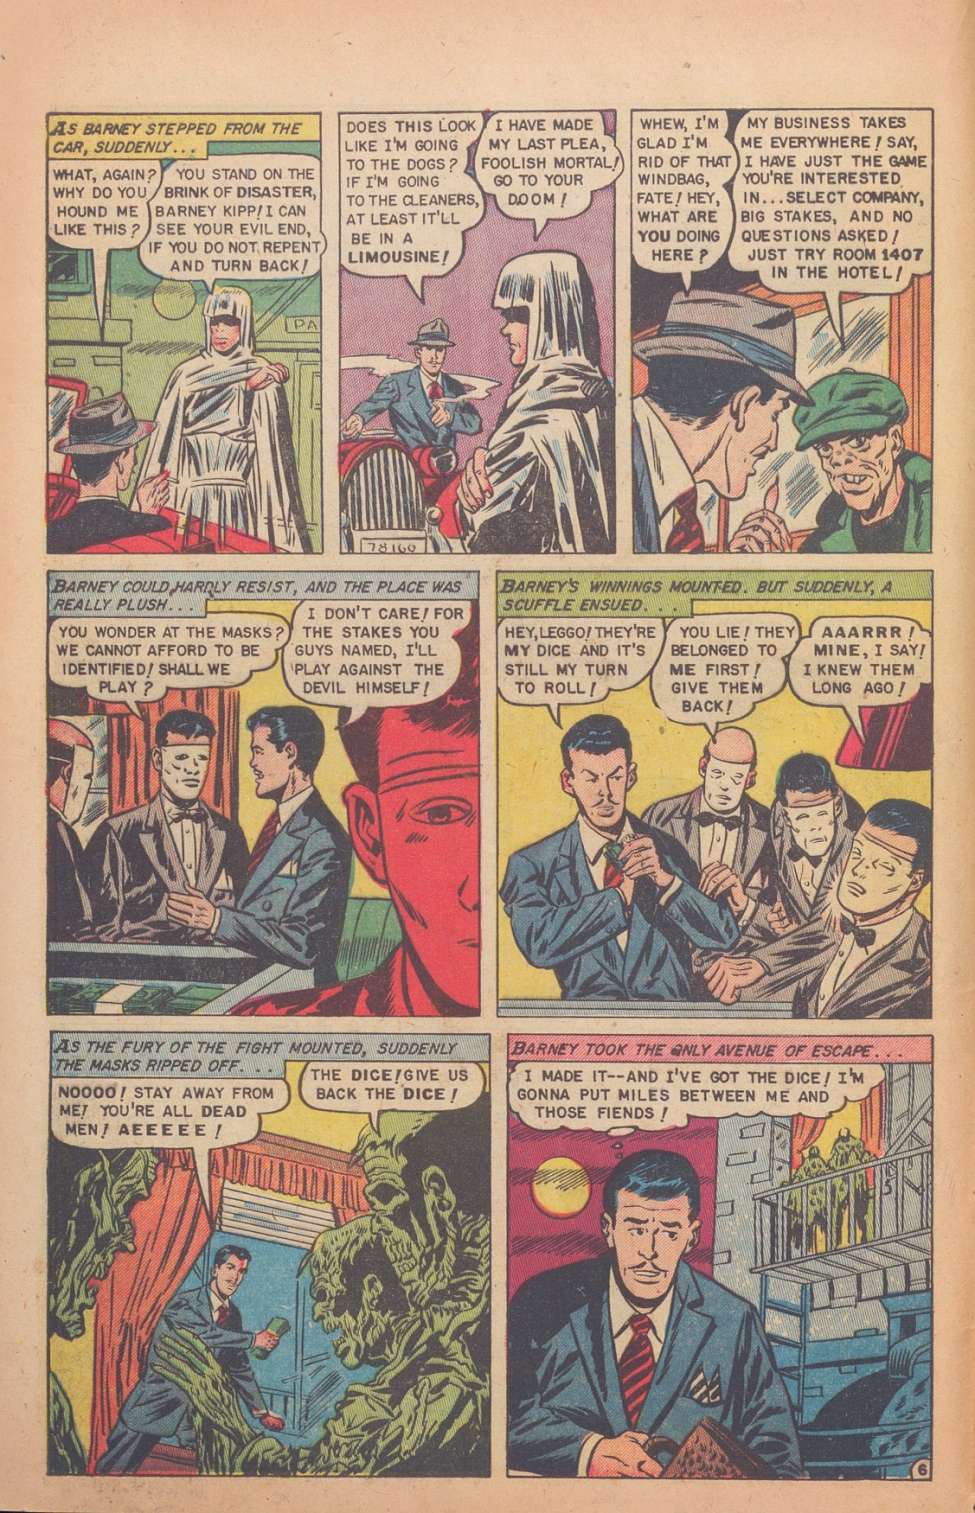 AS BARNEY STEPPED FROM THE
CAR, SUDDENLY...
WHAT, AGAIN?
WHY DO YOU
HOUND ME
LIKE THIS?
YOU STAND ON THE
BRINK OF DISASTER,
BARNEY KIPP! I CAN
SEE YOUR EVIL END,
IF YOU DO NOT REPENT
AND TURN BACK!
PA
DOES THIS LOOK
LIKE I'M GOING
TO THE DOGS?
IF I'M GOING
TO THE CLEANERS,
AT LEAST IT'LL
BE IN A
LIMOUSINE!
I HAVE MADE
MY LAST PLEA,
FOOLISH MORTAL!
GO TO YOUR
DOOM!
78160
WHEW, I'M
GLAD I'M
RID OF THAT
WINDBAG,
FATE! HEY,
WHAT ARE
YOU DOING
HERE?
MY BUSINESS TAKES
ME EVERYWHERE! SAY,
I HAVE JUST THE GAME
YOU'RE INTERESTED
IN...SELECT COMPANY,
BIG STAKES, AND NO
QUESTIONS ASKED!
JUST TRY ROOM 1407
IN THE HOTEL!
BARNEY COULD HARDLY RESIST, AND THE PLACE WAS
REALLY PLUSH...
YOU WONDER AT THE MASKS?
WE CANNOT AFFORD TO BE
IDENTIFIED! SHALL WE
PLAY?
I DON'T CARE! FOR
THE STAKES YOU
GUYS NAMED, I'LL
PLAY AGAINST THE
DEVIL HIMSELF!
BARNEY'S WINNINGS MOUNTED. BUT SUDDENLY, A
SCUFFLE ENSUED. . .
HEY, LEGGO! THEY'RE
MY DICE AND IT'S
STILL MY TURN
TO ROLL!
YOU LIE! THEY
BELONGED TO
ME FIRST!
GIVE THEM
BACK!
AAARRR!
MINE, I SAY!
I KNEW THEM
LONG AGO!
AS THE FURY OF THE FIGHT MOUNTED, SUDDENLY
THE MASKS RIPPED OFF. . .
NOOOO! STAY AWAY FROM
ME! YOU'RE ALL DEAD
MEN! AEEEEE!
THE DICE! GIVE US
BACK THE DICE!
BARNEY TOOK THE ONLY AVENUE OF ESCAPE...
I MADE IT--AND I'VE GOT THE DICE! I'M
GONNA PUT MILES BETWEEN ME AND
THOSE FIENDS!
6